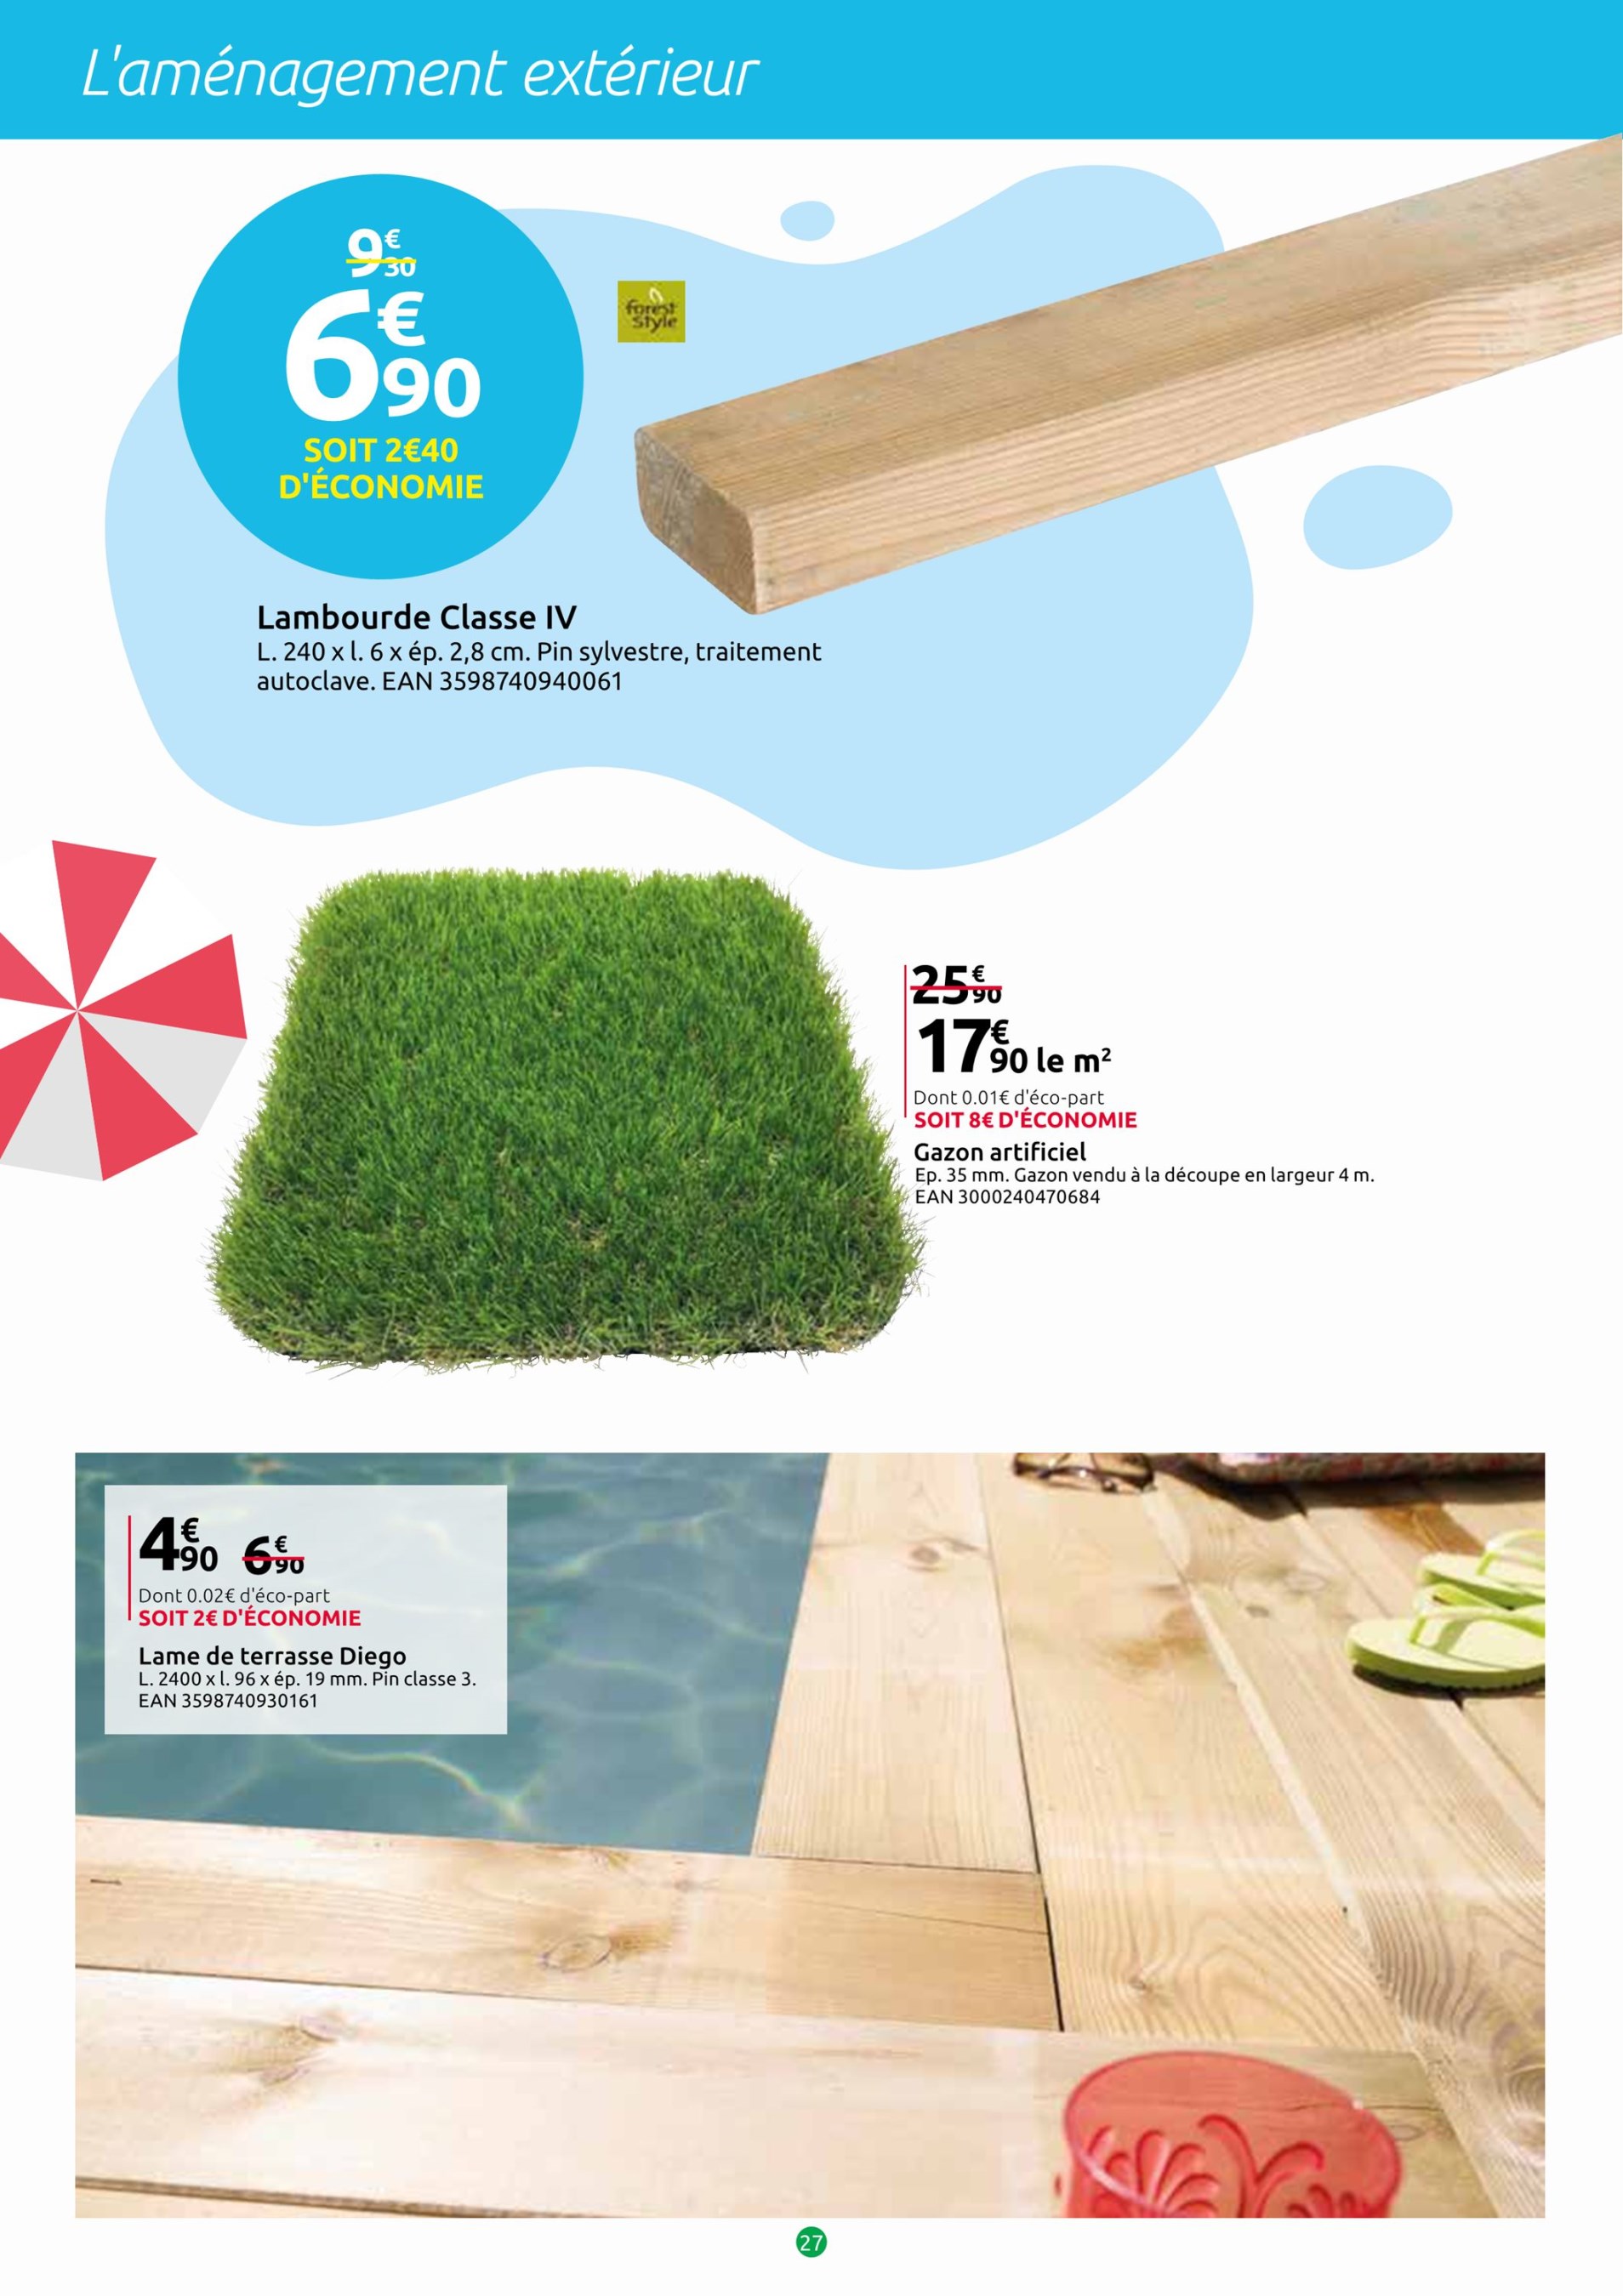 L'aménagement extérieur
9€30
6€90
SOIT 2€40
D'ÉCONOMIE
forest
style
Lambourde Classe IV
L. 240 x l. 6 x ép. 2,8 cm. Pin sylvestre, traitement
autoclave. EAN 3598740940061
25€90
17€90 le m²
Dont 0.01€ d'éco-part
SOIT 8€ D'ÉCONOMIE
Gazon artificiel
Ep. 35 mm. Gazon vendu à la découpe en largeur 4 m.
EAN 3000240470684
4€90 6€90
Dont 0.02€ d'éco-part
SOIT 2€ D'ÉCONOMIE
Lame de terrasse Diego
L. 2400 x l. 96 x ép. 19 mm. Pin classe 3.
EAN 3598740930161
27